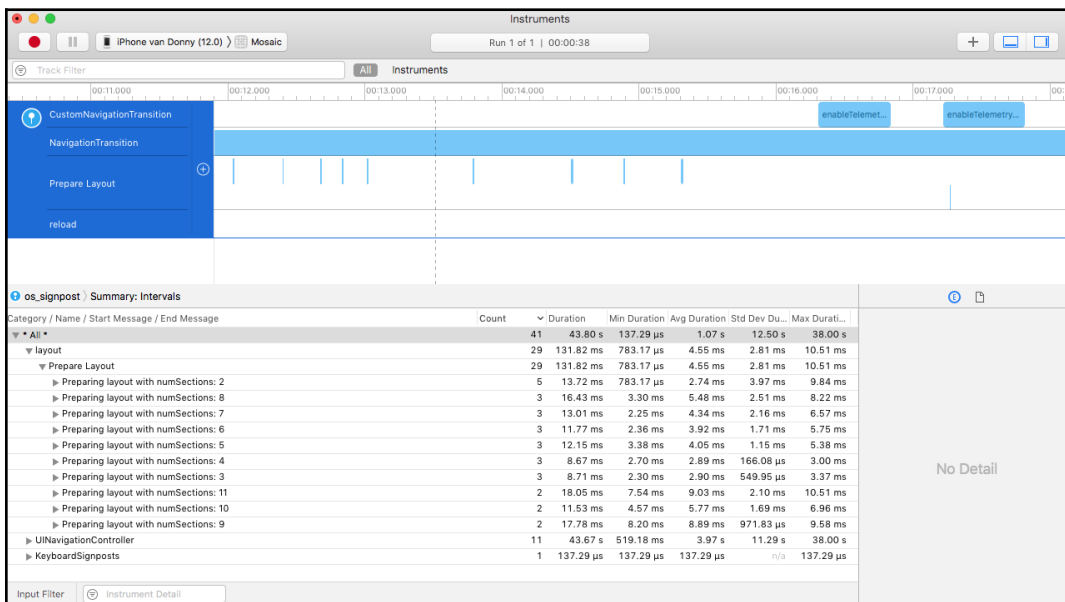 Instruments
iPhone van Donny (12.0) 〉 Mosaic
Run 1 of 1 | 00:00:38
Track Filter
All Instruments
00:11.000 00:12.000 00:13.000 00:14.000 00:15.000 00:16.000 00:17.000 00:
CustomNavigationTransition enableTelemet... enableTelemetry...
NavigationTransition
Prepare Layout
reload
os_signpost 〉 Summary: Intervals
Category / Name / Start Message / End Message Count Duration Min Duration Avg Duration Std Dev Du... Max Durati...
* All * 41 43.80 s 137.29 µs 1.07 s 12.50 s 38.00 s
layout 29 131.82 ms 783.17 µs 4.55 ms 2.81 ms 10.51 ms
Prepare Layout 29 131.82 ms 783.17 µs 4.55 ms 2.81 ms 10.51 ms
Preparing layout with numSections: 2 5 13.72 ms 783.17 µs 2.74 ms 3.97 ms 9.84 ms
Preparing layout with numSections: 8 3 16.43 ms 3.30 ms 5.48 ms 2.51 ms 8.22 ms
Preparing layout with numSections: 7 3 13.01 ms 2.25 ms 4.34 ms 2.16 ms 6.57 ms
Preparing layout with numSections: 6 3 11.77 ms 2.36 ms 3.92 ms 1.71 ms 5.75 ms
Preparing layout with numSections: 5 3 12.15 ms 3.38 ms 4.05 ms 1.15 ms 5.38 ms
Preparing layout with numSections: 4 3 8.67 ms 2.70 ms 2.89 ms 166.08 µs 3.00 ms
Preparing layout with numSections: 3 3 8.71 ms 2.30 ms 2.90 ms 549.95 µs 3.37 ms
Preparing layout with numSections: 11 2 18.05 ms 7.54 ms 9.03 ms 2.10 ms 10.51 ms
Preparing layout with numSections: 10 2 11.53 ms 4.57 ms 5.77 ms 1.69 ms 6.96 ms
Preparing layout with numSections: 9 2 17.78 ms 8.20 ms 8.89 ms 971.83 µs 9.58 ms
UINavigationController 11 43.67 s 519.18 ms 3.97 s 11.29 s 38.00 s
KeyboardSignposts 1 137.29 µs 137.29 µs 137.29 µs n/a 137.29 µs
E
No Detail
Input Filter Instrument Detail